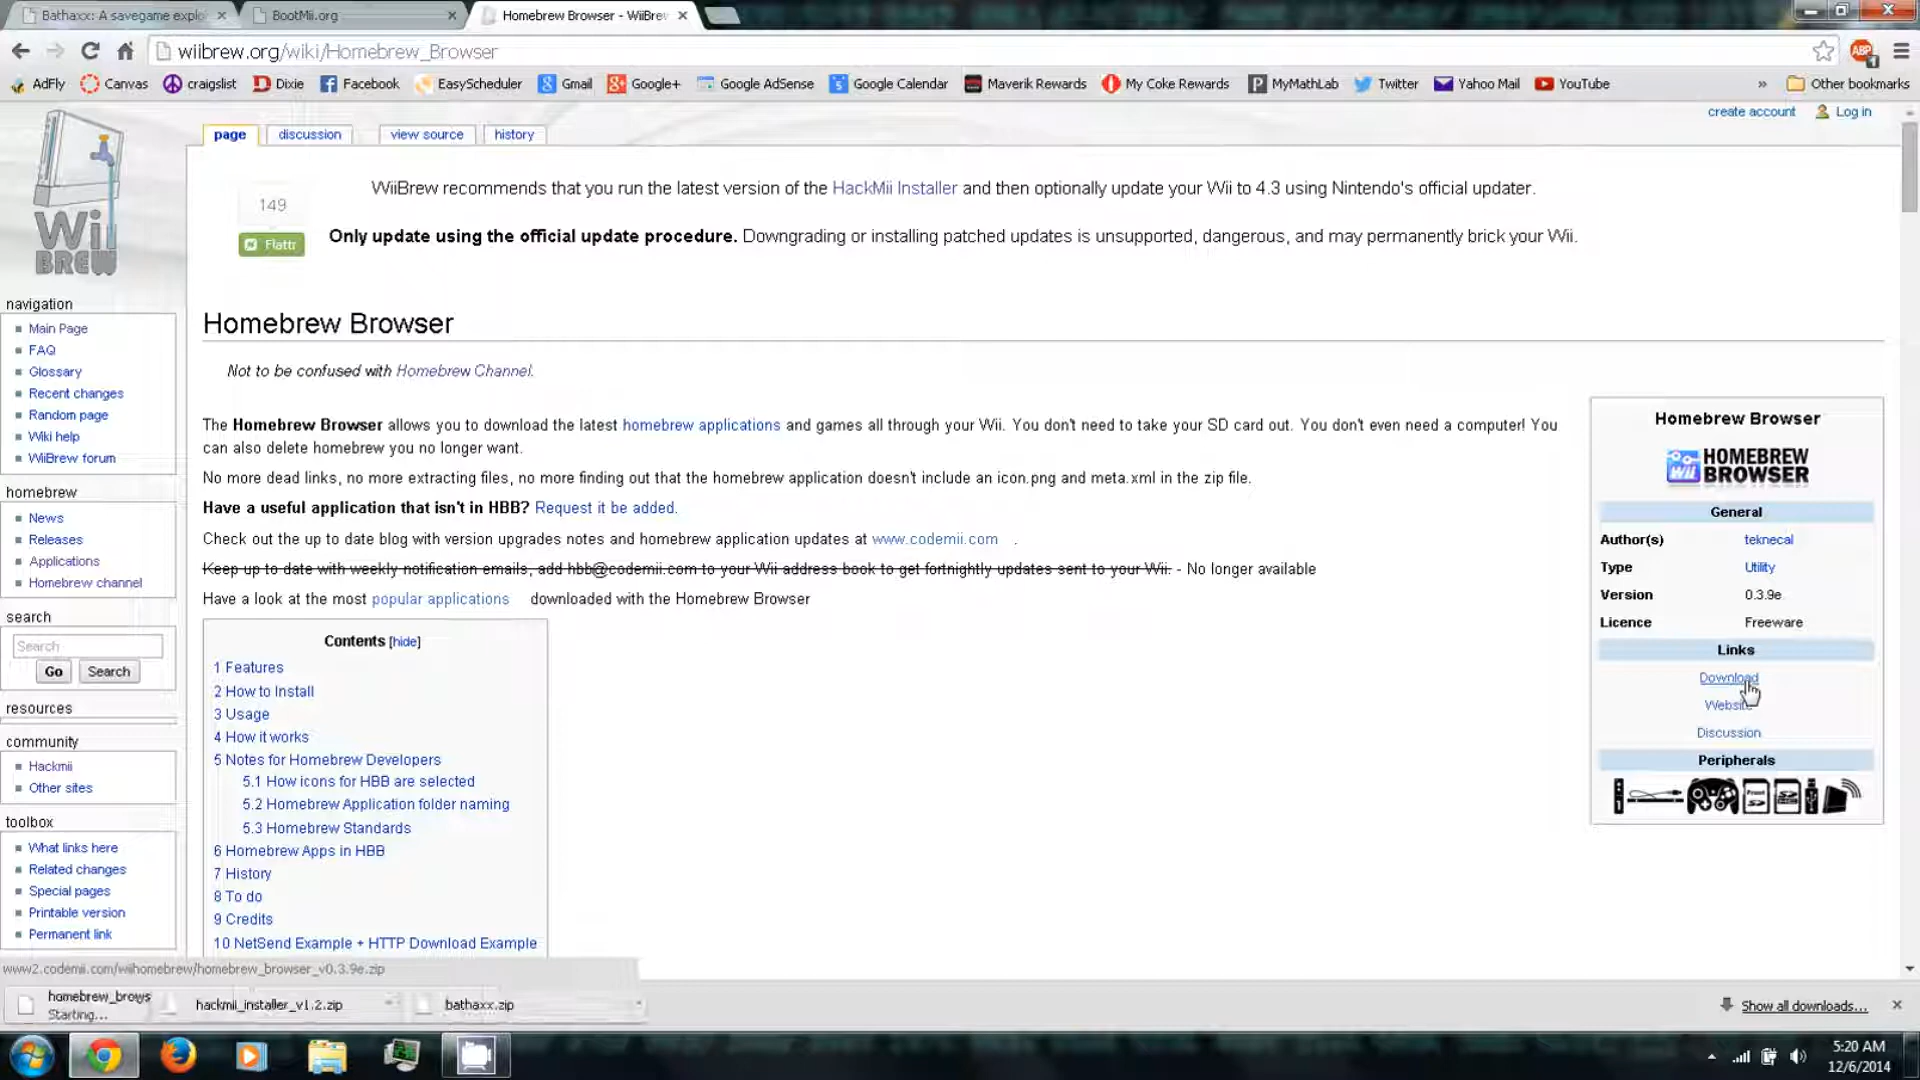 Bathaxx: A savegame explo
BootMii.org
Homebrew Browser - WiiBrew
wiibrew.org/wiki/Homebrew_Browser
ABP
1
AdFly
Canvas
craigslist
Dixie
Facebook
EasyScheduler
Gmail
Google+
Google AdSense
Google Calendar
Maverik Rewards
My Coke Rewards
MyMathLab
Twitter
Yahoo Mail
YouTube
»
Other bookmarks
create account
Log in
page
discussion
view source
history
Wii
BREW
149
Flattr
WiiBrew recommends that you run the latest version of the HackMii Installer and then optionally update your Wii to 4.3 using Nintendo's official updater.
Only update using the official update procedure. Downgrading or installing patched updates is unsupported, dangerous, and may permanently brick your Wii.
navigation
Main Page
FAQ
Glossary
Recent changes
Random page
Wiki help
WiiBrew forum
homebrew
News
Releases
Applications
Homebrew channel
search
Search
Go
Search
resources
community
Hackmii
Other sites
toolbox
What links here
Related changes
Special pages
Printable version
Permanent link
Homebrew Browser
Not to be confused with Homebrew Channel.
The Homebrew Browser allows you to download the latest homebrew applications and games all through your Wii. You don't need to take your SD card out. You don't even need a computer! You
can also delete homebrew you no longer want.
No more dead links, no more extracting files, no more finding out that the homebrew application doesn't include an icon.png and meta.xml in the zip file.
Have a useful application that isn't in HBB? Request it be added.
Check out the up to date blog with version upgrades notes and homebrew application updates at www.codemii.com .
Keep up to date with weekly notification emails, add hbb@codemii.com to your Wii address book to get fortnightly updates sent to your Wii. - No longer available
Have a look at the most popular applications downloaded with the Homebrew Browser
Contents [hide]
1 Features
2 How to Install
3 Usage
4 How it works
5 Notes for Homebrew Developers
5.1 How icons for HBB are selected
5.2 Homebrew Application folder naming
5.3 Homebrew Standards
6 Homebrew Apps in HBB
7 History
8 To do
9 Credits
10 NetSend Example + HTTP Download Example
Homebrew Browser
Wii
HOMEBREW
BROWSER
General
Author(s) teknecal
Type Utility
Version 0.3.9e
Licence Freeware
Links
Download
Website
Discussion
Peripherals
www2.codemii.com/wiihomebrew/homebrew_browser_v0.3.9e.zip
homebrew_brows
Starting...
hackmii_installer_v1.2.zip
bathaxx.zip
Show all downloads...
5:20 AM
12/6/2014